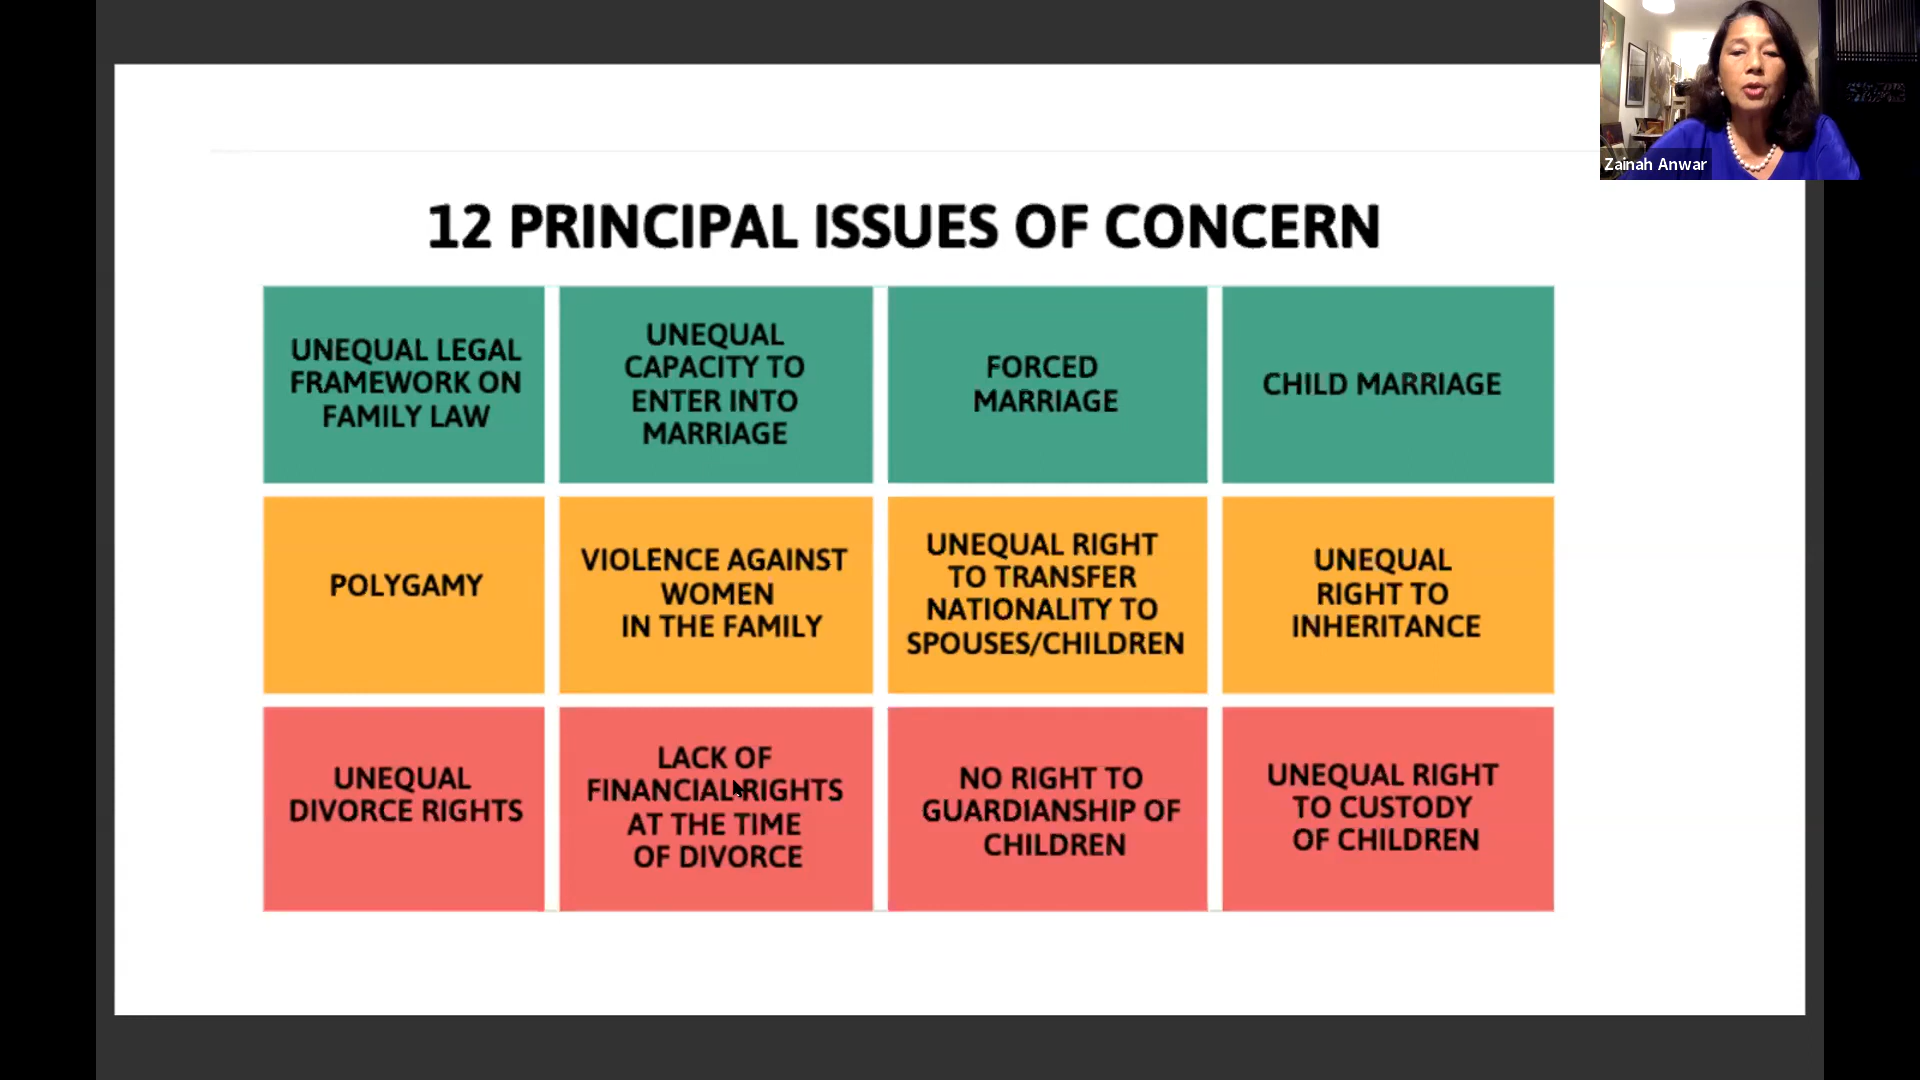 Zainah Anwar
12 PRINCIPAL ISSUES OF CONCERN
UNEQUAL LEGAL
FRAMEWORK ON
FAMILY LAW
UNEQUAL
CAPACITY TO
ENTER INTO
MARRIAGE
FORCED
MARRIAGE
CHILD MARRIAGE
POLYGAMY
VIOLENCE AGAINST
WOMEN
IN THE FAMILY
UNEQUAL RIGHT
TO TRANSFER
NATIONALITY TO
SPOUSES/CHILDREN
UNEQUAL
RIGHT TO
INHERITANCE
UNEQUAL
DIVORCE RIGHTS
LACK OF
FINANCIAL RIGHTS
AT THE TIME
OF DIVORCE
NO RIGHT TO
GUARDIANSHIP OF
CHILDREN
UNEQUAL RIGHT
TO CUSTODY
OF CHILDREN